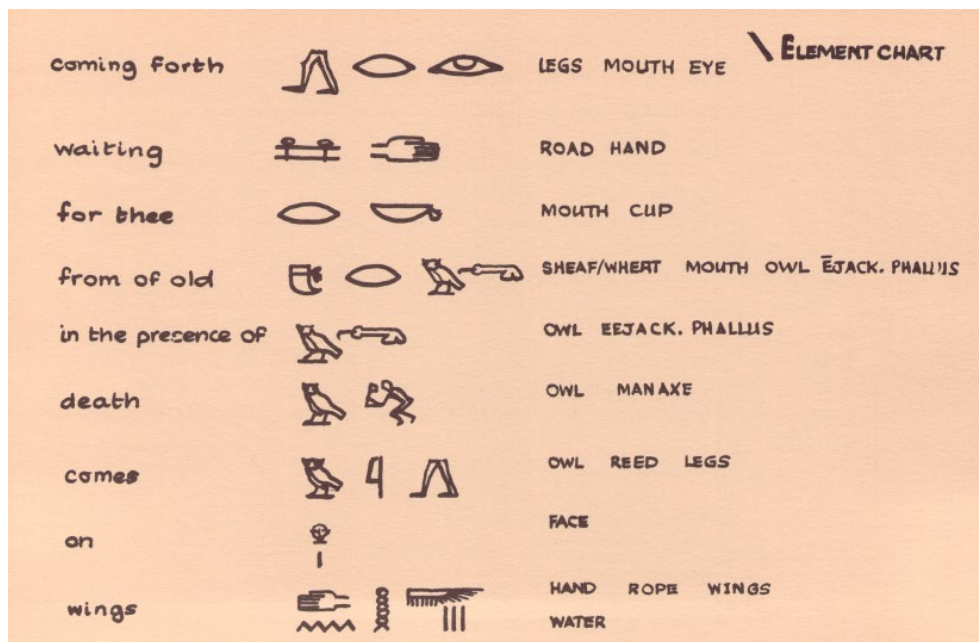 ELEMENT CHART
coming forth LEGS MOUTH EYE
waiting ROAD HAND
for thee MOUTH CUP
from of old SHEAF/WHEAT MOUTH OWL EJACK. PHALLUS
in the presence of OWL EEJACK. PHALLUS
death OWL MAN AXE
comes OWL REED LEGS
on FACE
wings HAND ROPE WINGS
WATER